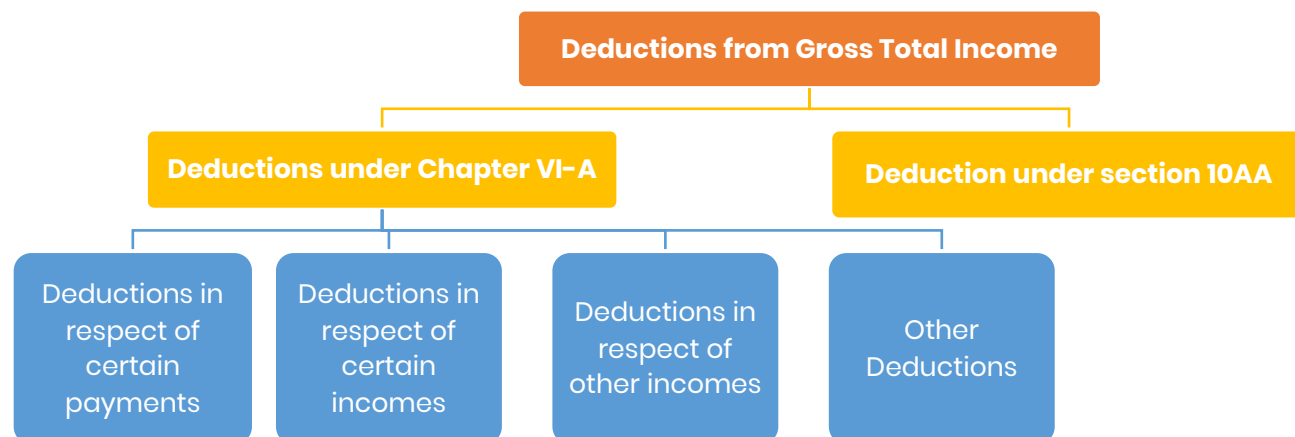 Deductions from Gross Total Income
Deductions under Chapter VI-A
Deduction under section 10AA
Deductions in
respect of
certain
payments
Deductions in
respect of
certain
incomes
Deductions in
respect of
other incomes
Other
Deductions